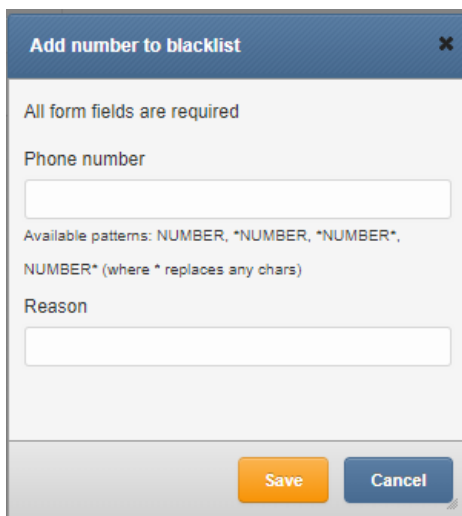 Add number to blacklist
All form fields are required
Phone number
Available patterns: NUMBER, *NUMBER, *NUMBER*,
NUMBER* (where * replaces any chars)
Reason
Save
Cancel